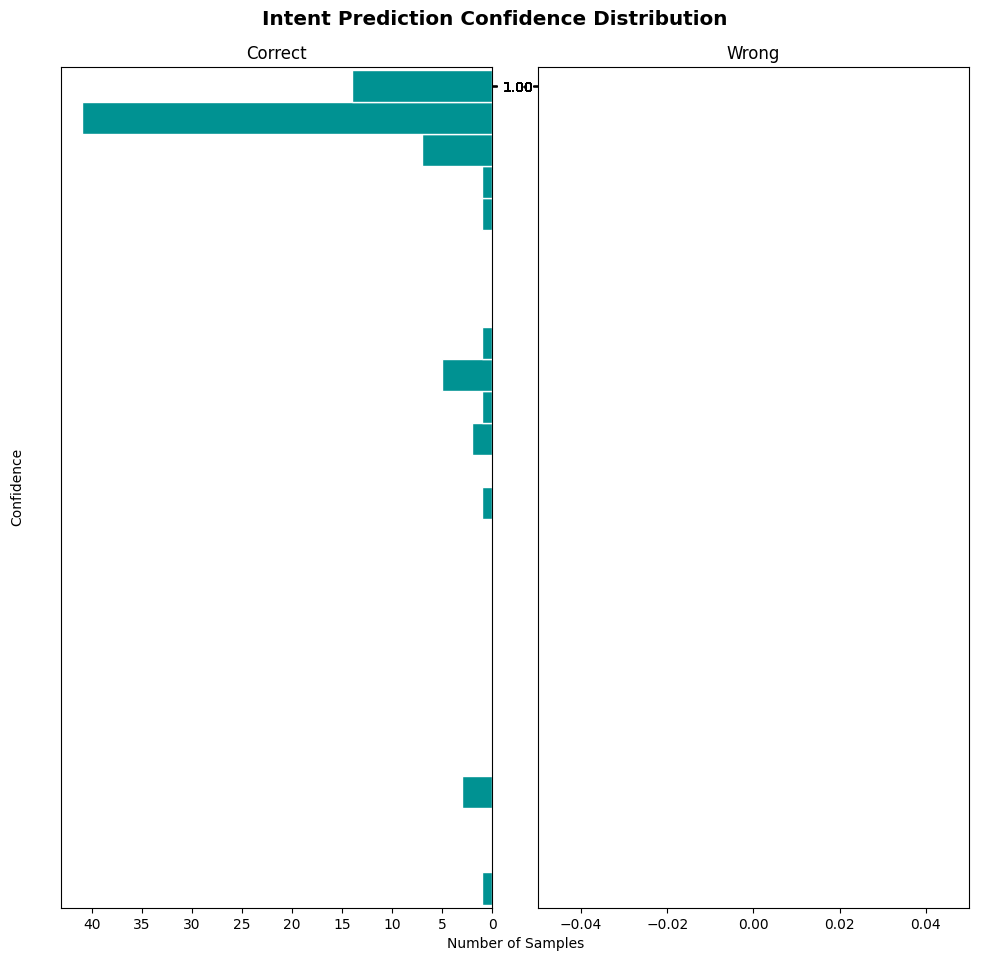 Intent Prediction Confidence Distribution
Correct Wrong
1.00
Confidence
40 35 30 25 20 15 10 5 0 −0.04 −0.02 0.00 0.02 0.04
Number of Samples